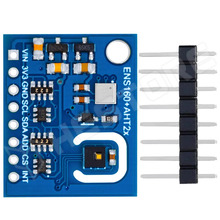 VIN
3V3
GND
SCL
SDA
ADD
CS
INT
ENS160+AHT2x